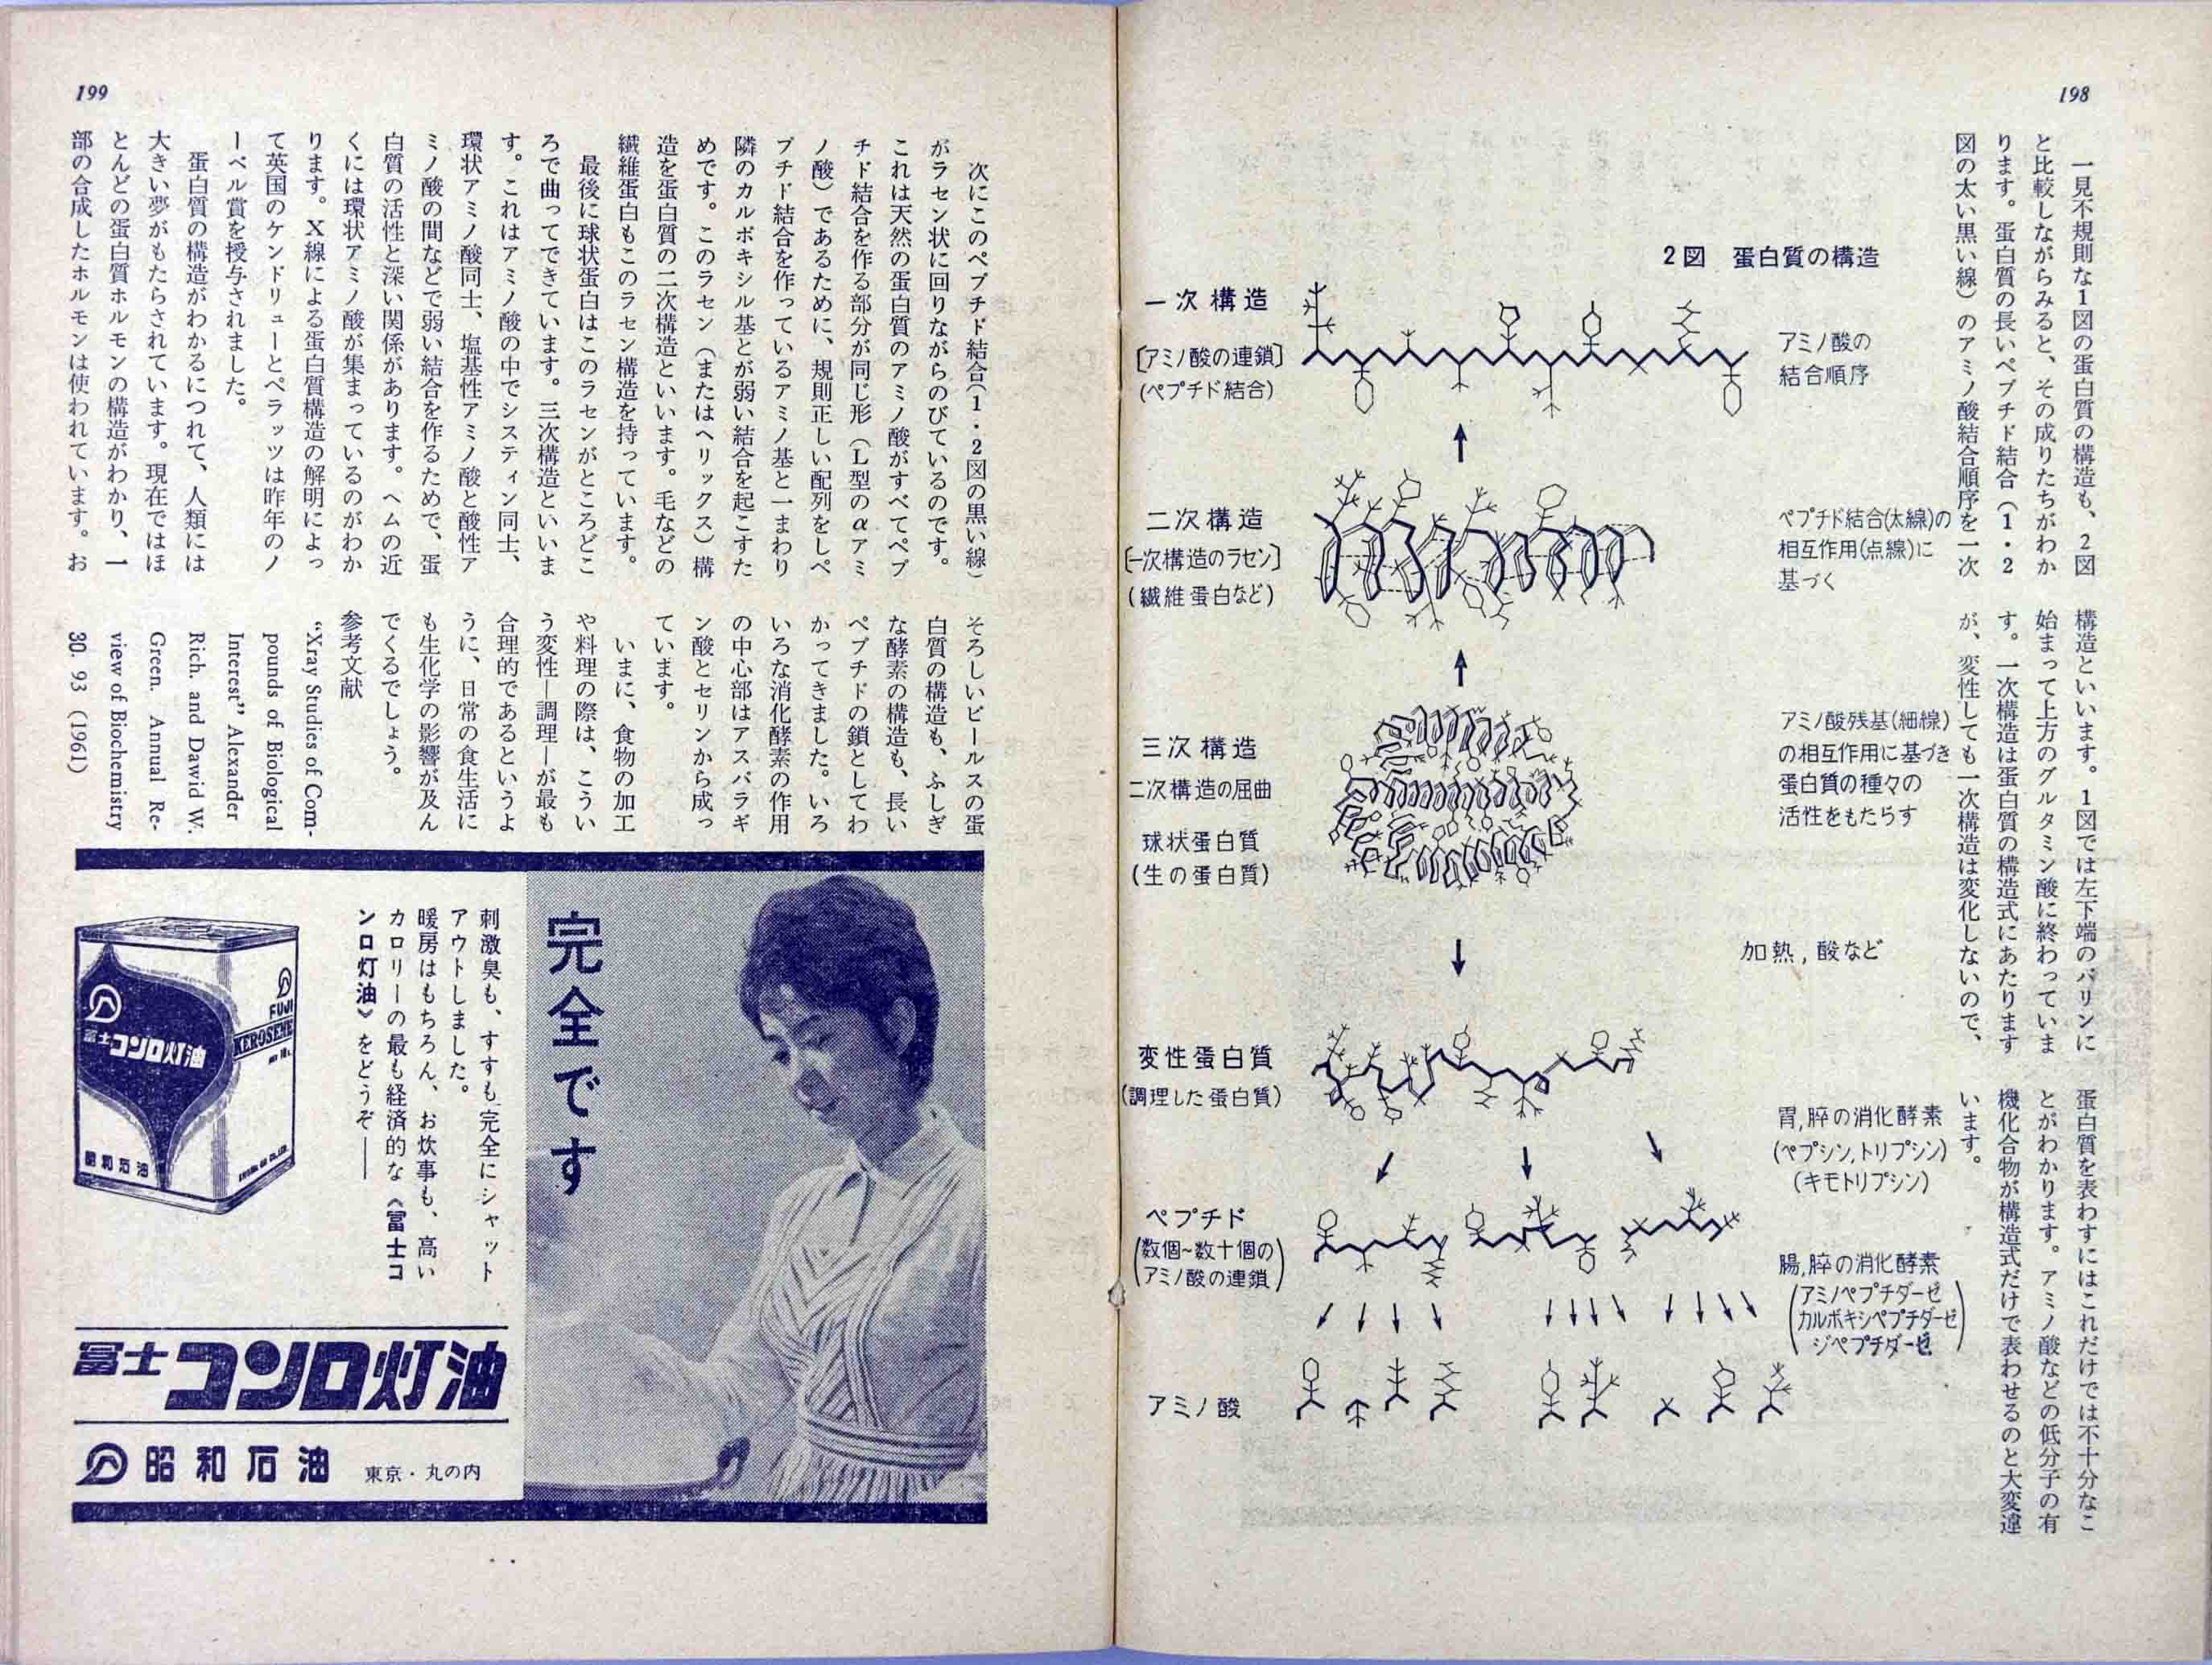 198
一見不規則な1図の蛋白質の構造も、2図
と比較しながらみると、その成りたちがわか
ります。蛋白質の長いペプチド結合(1・2
図の太い黒い線)のアミノ酸結合順序を一次
構造といいます。1図では左下端のバリンに
始まって上方のグルタミン酸に終わっていま
す。一次構造は蛋白質の構造式にあたります
が、変性しても一次構造は変化しないので、
蛋白質を表わすにはこれだけでは不十分なこ
とがわかります。アミノ酸などの低分子の有
機化合物が構造式だけで表わせるのと大変違
います。
2図 蛋白質の構造
一次構造
[アミノ酸の連鎖]
(ペプチド結合)
アミノ酸の
結合順序
二次構造
[一次構造のラセン]
(繊維蛋白など)
ペプチド結合(太線)の
相互作用(点線)に
基づく
三次構造
二次構造の屈曲
球状蛋白質
(生の蛋白質)
アミノ酸残基(細線)
の相互作用に基づき
蛋白質の種々の
活性をもたらす
加熱,酸など
変性蛋白質
(調理した蛋白質)
胃,膵の消化酵素
(ペプシン,トリプシン)
(キモトリプシン)
ペプチド
(数個~数十個の
アミノ酸の連鎖)
腸,膵の消化酵素
(アミノペプチダーゼ
カルボキシペプチダーゼ
ジペプチダーゼ)
アミノ酸
199
次にこのペプチド結合(1・2図の黒い線)
がラセン状に回りながらのびているのです。
これは天然の蛋白質のアミノ酸がすべてペプ
チド結合を作る部分が同じ形(L型のαアミ
ノ酸)であるために、規則正しい配列をしペ
プチド結合を作っているアミノ基と一まわり
隣のカルボキシル基とが弱い結合を起こすた
めです。このラセン(またはヘリックス)構
造を蛋白質の二次構造といいます。毛などの
繊維蛋白もこのラセン構造を持っています。
最後に球状蛋白はこのラセンがところどこ
ろで曲ってできています。三次構造といいま
す。これはアミノ酸の中でシスティン同士、
環状アミノ酸同士、塩基性アミノ酸と酸性ア
ミノ酸の間などで弱い結合を作るためで、蛋
白質の活性と深い関係があります。ヘムの近
くには環状アミノ酸が集まっているのがわか
ります。X線による蛋白質構造の解明によっ
て英国のケンドリューとペラッツは昨年のノ
ーベル賞を授与されました。
蛋白質の構造がわかるにつれて、人類には
大きい夢がもたらされています。現在ではほ
とんどの蛋白質ホルモンの構造がわかり、一
部の合成したホルモンは使われています。お
そろしいビールスの蛋
白質の構造も、ふしぎ
な酵素の構造も、長い
ペプチドの鎖としてわ
かってきました。いろ
いろな消化酵素の作用
の中心部はアスパラギ
ン酸とセリンから成っ
ています。
いまに、食物の加工
や料理の際は、こうい
う変性—調理—が最も
合理的であるというよ
うに、日常の食生活に
も生化学の影響が及ん
でくるでしょう。
参考文献
“Xray Studies of Com-
pounds of Biological
Interest” Alexander
Rich. and Dawid W.
Green. Annual Re-
view of Biochemistry
30. 93 (1961)
完全です
刺激臭も、すすも完全にシャット
アウトしました。
暖房はもちろん、お炊事も、高い
カロリーの最も経済的な《富士コ
ンロ灯油》をどうぞ——
FUJI
KEROSENE
富士コンロ灯油
昭和石油
富士コンロ灯油
昭和石油 東京・丸の内